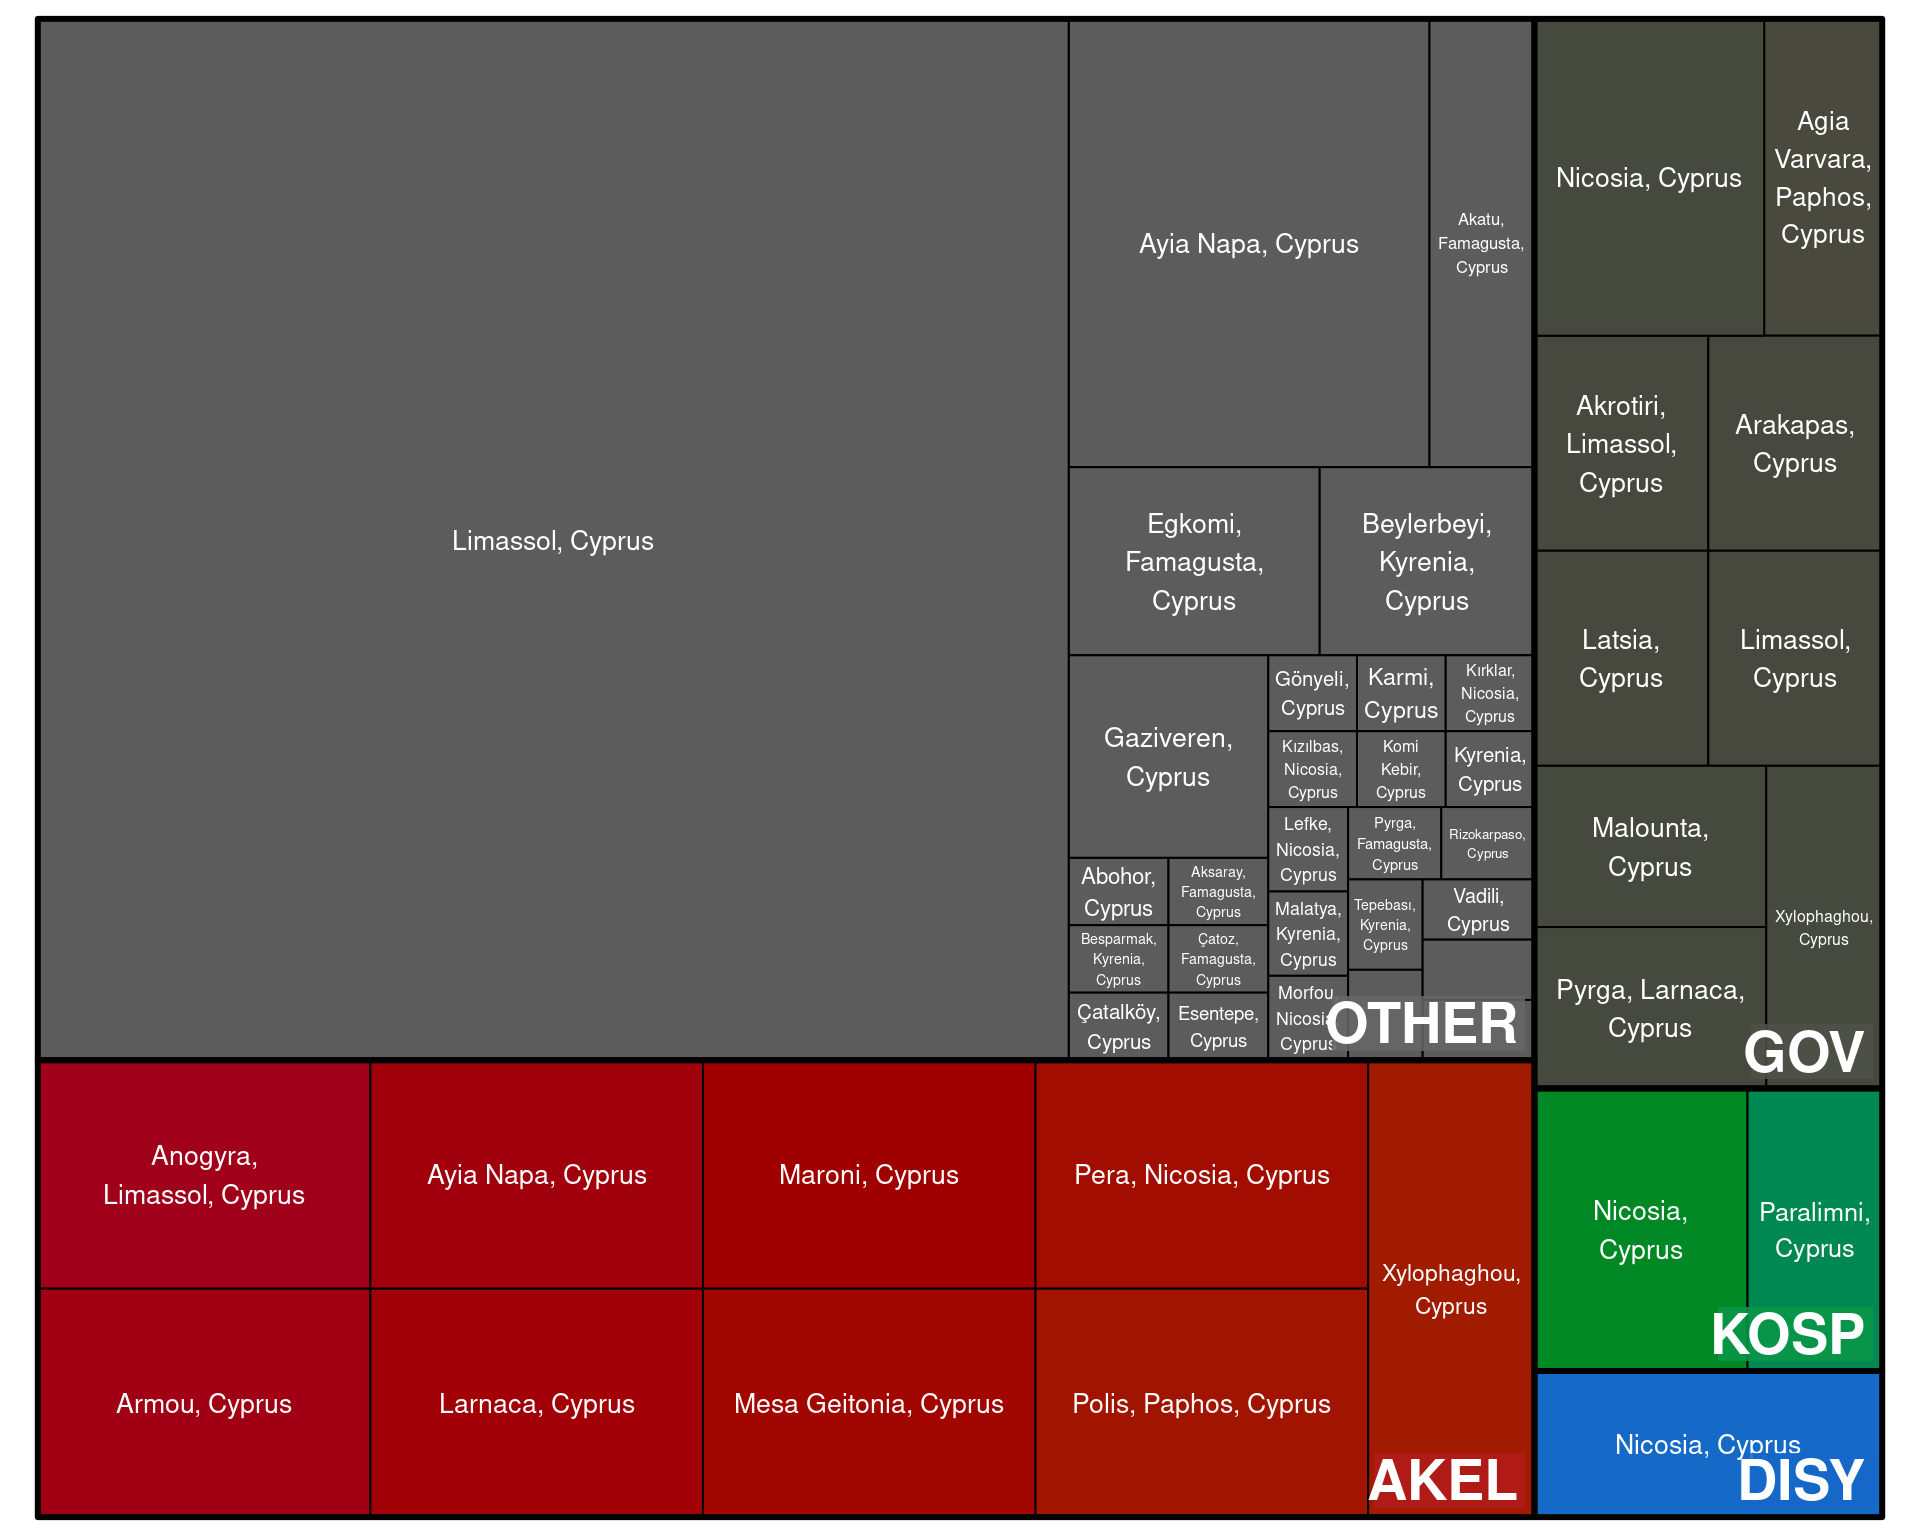 Limassol, Cyprus
Ayia Napa, Cyprus
Akatu,
Famagusta,
Cyprus
Egkomi,
Famagusta,
Cyprus
Beylerbeyi,
Kyrenia,
Cyprus
Gaziveren,
Cyprus
Gönyeli,
Cyprus
Karmi,
Cyprus
Kırklar,
Nicosia,
Cyprus
Kızılbas,
Nicosia,
Cyprus
Komi
Kebir,
Cyprus
Kyrenia,
Cyprus
Abohor,
Cyprus
Aksaray,
Famagusta,
Cyprus
Besparmak,
Kyrenia,
Cyprus
Çatoz,
Famagusta,
Cyprus
Çatalköy,
Cyprus
Esentepe,
Cyprus
Lefke,
Nicosia,
Cyprus
Malatya,
Kyrenia,
Cyprus
Morfou,
Nicosia,
Cyprus
Pyrga,
Famagusta,
Cyprus
Rizokarpaso,
Cyprus
Tepebası,
Kyrenia,
Cyprus
Vadili,
Cyprus
OTHER
Nicosia, Cyprus
Agia
Varvara,
Paphos,
Cyprus
Akrotiri,
Limassol,
Cyprus
Arakapas,
Cyprus
Latsia,
Cyprus
Limassol,
Cyprus
Malounta,
Cyprus
Pyrga, Larnaca,
Cyprus
Xylophaghou,
Cyprus
GOV
Anogyra,
Limassol, Cyprus
Ayia Napa, Cyprus
Maroni, Cyprus
Pera, Nicosia, Cyprus
Armou, Cyprus
Larnaca, Cyprus
Mesa Geitonia, Cyprus
Polis, Paphos, Cyprus
Xylophaghou,
Cyprus
AKEL
Nicosia,
Cyprus
Paralimni,
Cyprus
KOSP
Nicosia, Cyprus
DISY